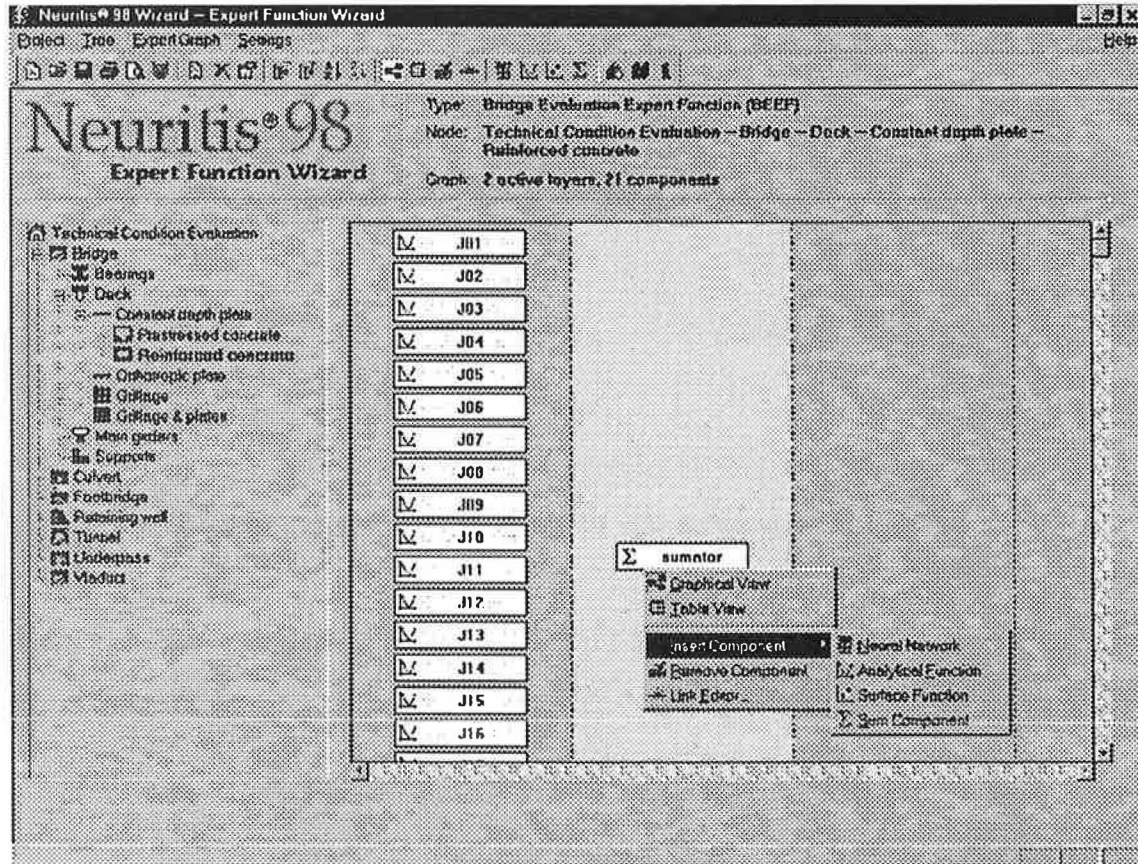 Neuritis® 98 Wizard – Expert Function Wizard
Project Tree Expert Graph Settings Help
Neuritis® 98
Expert Function Wizard
Type: Bridge Evaluation Expert Function (BEEF)
Node: Technical Condition Evaluation – Bridge – Deck – Constant depth plate –
Reinforced concrete
Graph: 2 active layers, 21 components
Technical Condition Evaluation
Bridge
Bearings
Deck
Constant depth plate
Prestressed concrete
Reinforced concrete
Orthotropic plate
Grillage
Grillage & plates
Main girders
Supports
Culvert
Footbridge
Retaining wall
Tunnel
Underpass
Viaduct
J01
J02
J03
J04
J05
J06
J07
J08
J09
J10
J11
J12
J13
J14
J15
J16
Σ sumator
Graphical View
Table View
Insert Component
Remove Component
Link Editor...
Neural Network
Analytical Function
Surface Function
Σ Sum Component